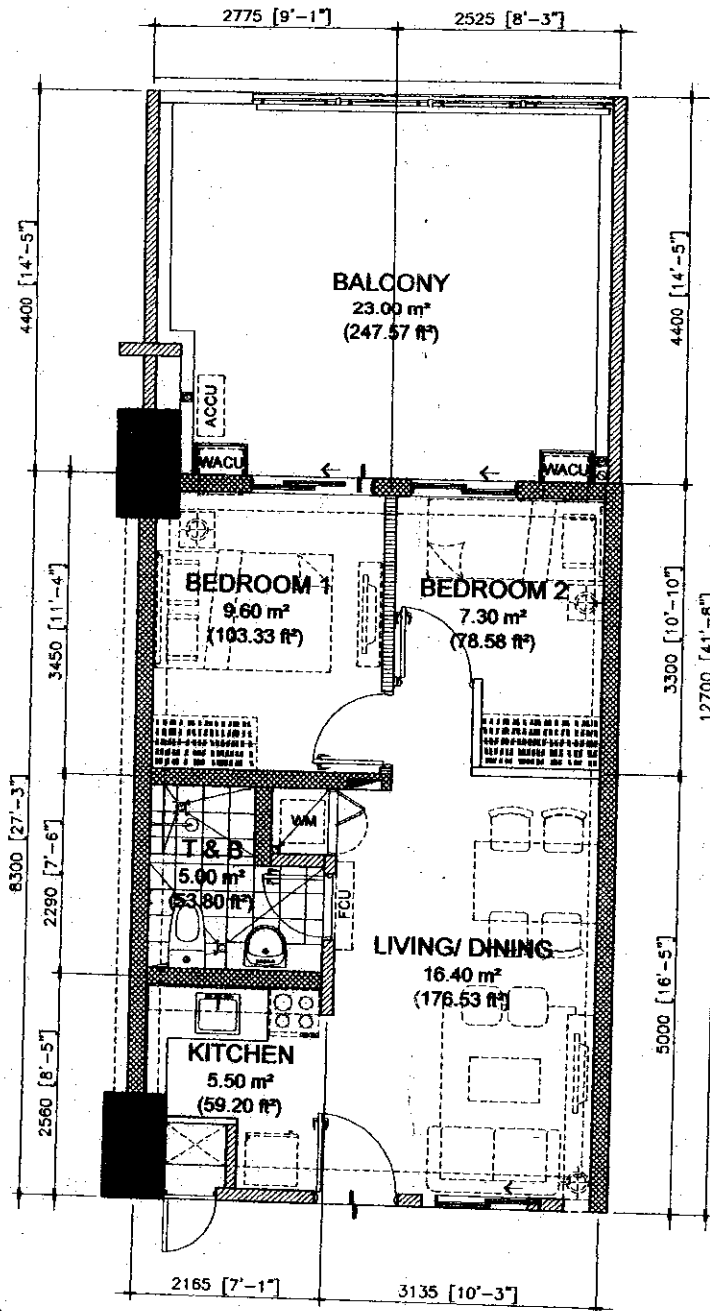 2775 [9'-1"]
2525 [8'-3"]
4400 [14'-5"]
4400 [14'-5"]
BALCONY
23.00 m²
(247.57 ft²)
ACCU
WACU
WACU
BEDROOM 1
9.60 m²
(103.33 ft²)
BEDROOM 2
7.30 m²
(78.58 ft²)
3450 [11'-4"]
3300 [10'-10"]
12700 [41'-8"]
8300 [27'-3"]
WM
T & B
5.00 m²
(53.80 ft²)
FCU
2290 [7'-6"]
LIVING/ DINING
16.40 m²
(176.53 ft²)
5000 [16'-5"]
KITCHEN
5.50 m²
(59.20 ft²)
2560 [8'-5"]
2165 [7'-1"]
3135 [10'-3"]